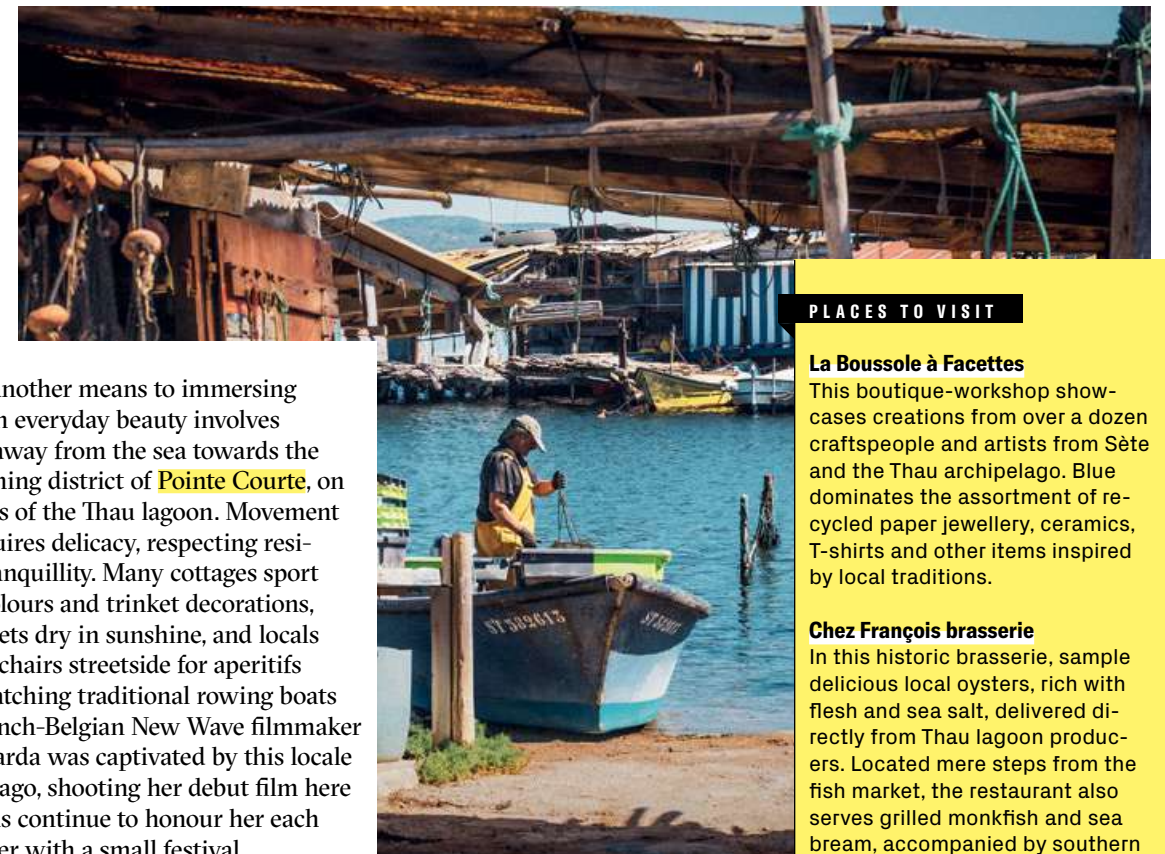 nother means to immersing
everyday beauty involves
way from the sea towards the
ning district of Pointe Courte, on
s of the Thau lagoon. Movement
uires delicacy, respecting resi-
nquillity. Many cottages sport
lours and trinket decorations,
ets dry in sunshine, and locals
chairs streetside for aperitifs
tching traditional rowing boats
nch-Belgian New Wave filmmaker
arda was captivated by this locale
ago, shooting her debut film here
s continue to honour her each
er with a small festival
ST582613
PLACES TO VISIT
La Boussole à Facettes
This boutique-workshop show-
cases creations from over a dozen
craftspeople and artists from Sète
and the Thau archipelago. Blue
dominates the assortment of re-
cycled paper jewellery, ceramics,
T-shirts and other items inspired
by local traditions.
Chez François brasserie
In this historic brasserie, sample
delicious local oysters, rich with
flesh and sea salt, delivered di-
rectly from Thau lagoon produc-
ers. Located mere steps from the
fish market, the restaurant also
serves grilled monkfish and sea
bream, accompanied by southern